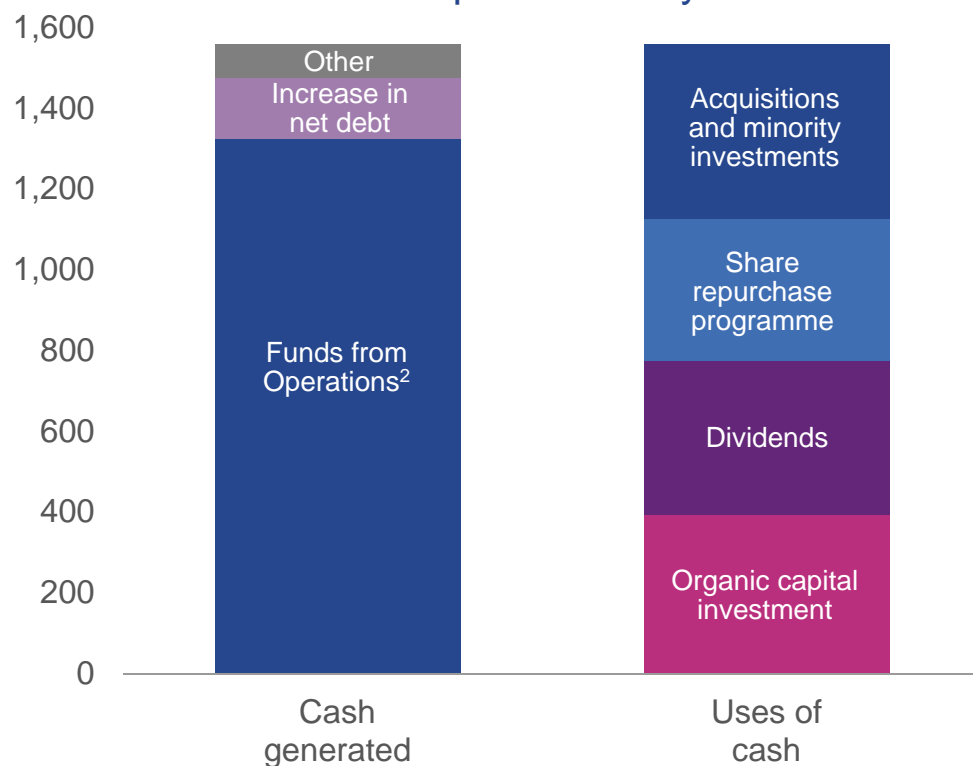 1,600
1,400
1,200
1,000
800
600
400
200
0
Other
Increase in
net debt
Funds from
Operations²
Acquisitions
and minority
investments
Share
repurchase
programme
Dividends
Organic capital
investment
Cash
generated
Uses of
cash